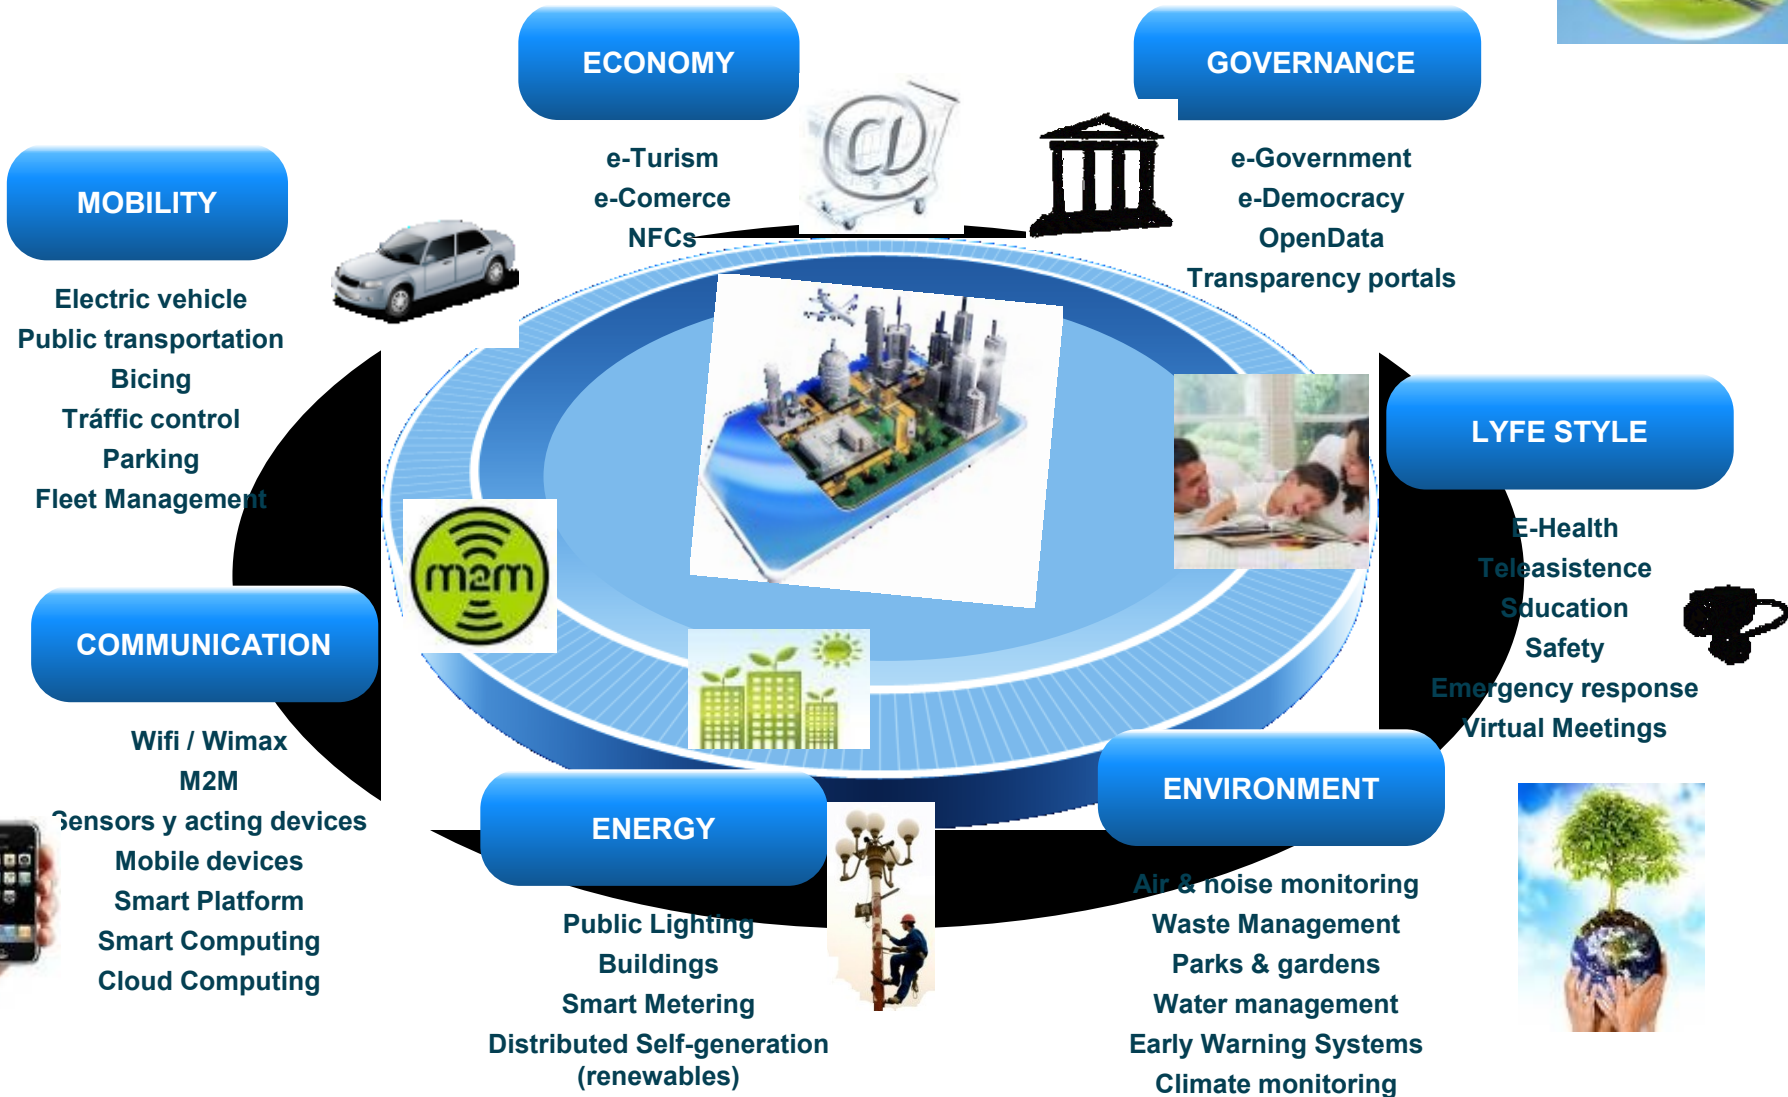 ECONOMY
e-Turism
e-Comerce
NFCs
GOVERNANCE
e-Government
e-Democracy
OpenData
Transparency portals
MOBILITY
Electric vehicle
Public transportation
Bicing
Tráffic control
Parking
Fleet Management
LYFE STYLE
E-Health
Teleasistence
Sducation
Safety
Emergency response
Virtual Meetings
m2m
COMMUNICATION
Wifi / Wimax
M2M
Sensors y acting devices
Mobile devices
Smart Platform
Smart Computing
Cloud Computing
ENERGY
Public Lighting
Buildings
Smart Metering
Distributed Self-generation
(renewables)
ENVIRONMENT
Air & noise monitoring
Waste Management
Parks & gardens
Water management
Early Warning Systems
Climate monitoring